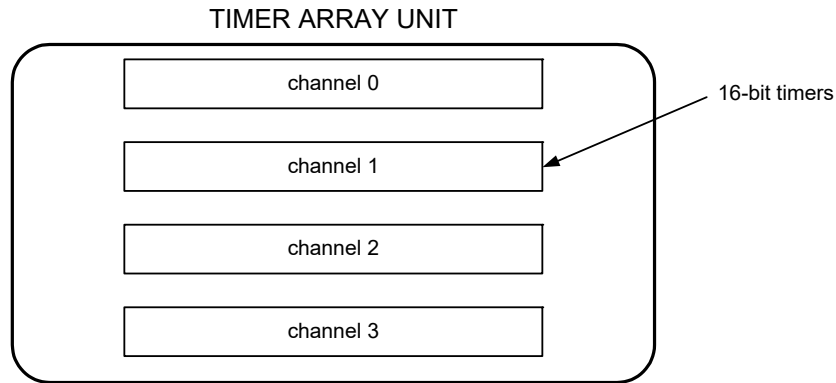 TIMER ARRAY UNIT
channel 0
16-bit timers
channel 1
channel 2
channel 3